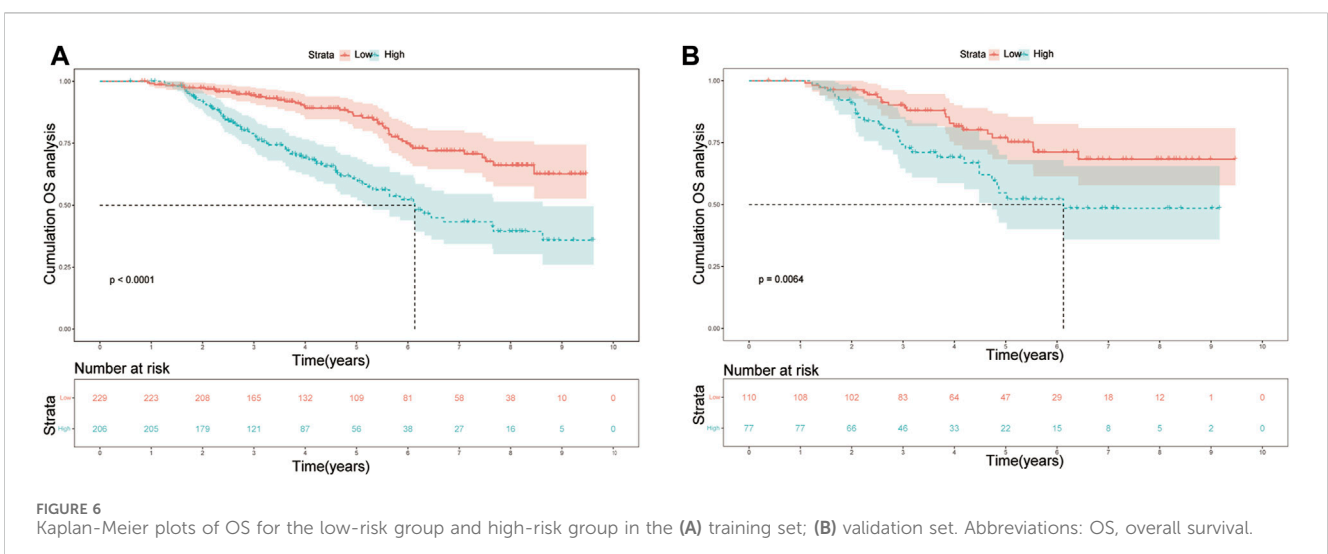 A
Strata Low High
Cumulation OS analysis
1.00
0.75
0.50
0.25
0.00
p < 0.0001
0 1 2 3 4 5 6 7 8 9 10
Time(years)
Number at risk
Strata
Low 229 223 208 165 132 109 81 58 38 10 0
High 206 205 179 121 87 56 38 27 16 5 0
0 1 2 3 4 5 6 7 8 9 10
Time(years)
B
Strata Low High
Cumulation OS analysis
1.00
0.75
0.50
0.25
0.00
p = 0.0064
0 1 2 3 4 5 6 7 8 9 10
Time(years)
Number at risk
Strata
Low 110 108 102 83 64 47 29 18 12 1 0
High 77 77 66 46 33 22 15 8 5 2 0
0 1 2 3 4 5 6 7 8 9 10
Time(years)
FIGURE 6
Kaplan-Meier plots of OS for the low-risk group and high-risk group in the (A) training set; (B) validation set. Abbreviations: OS, overall survival.